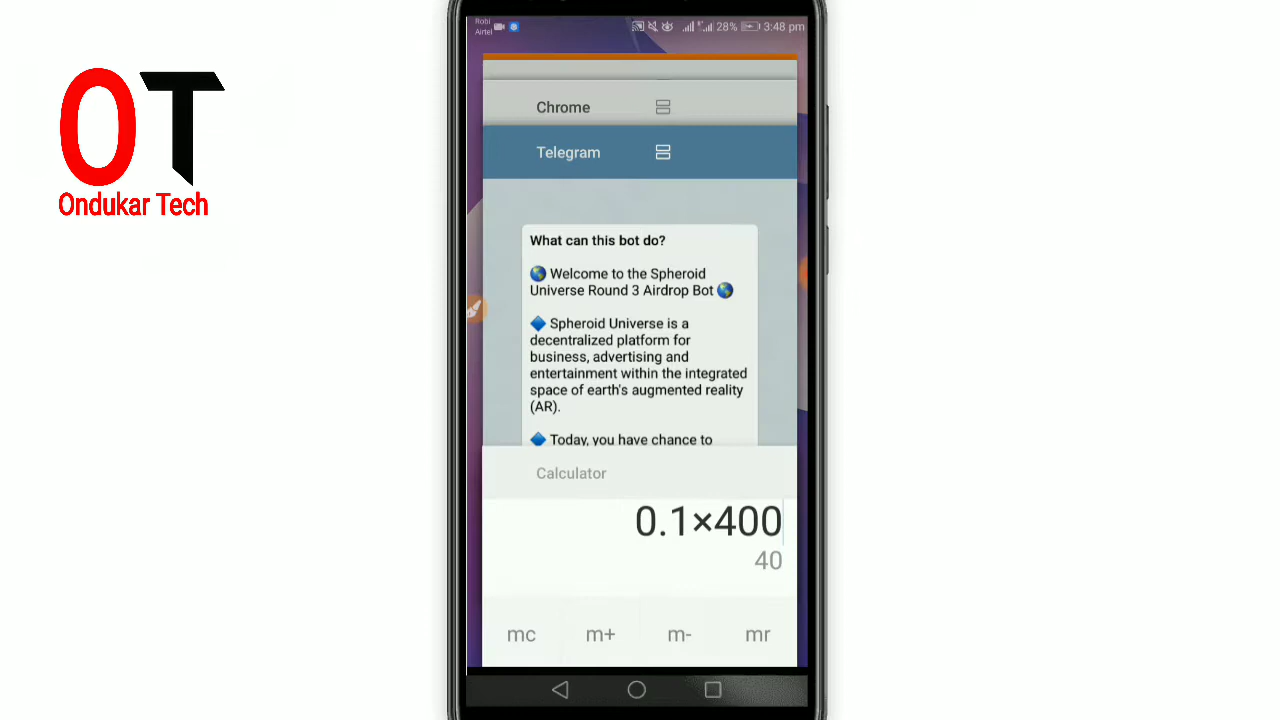 OT
Ondukar Tech
Robi
Airtel
28%
3:48 pm
Chrome
Telegram
What can this bot do?
Welcome to the Spheroid
Universe Round 3 Airdrop Bot
Spheroid Universe is a
decentralized platform for
business, advertising and
entertainment within the integrated
space of earth's augmented reality
(AR).
Today, you have chance to
Calculator
0.1×400
40
mc m+ m- mr